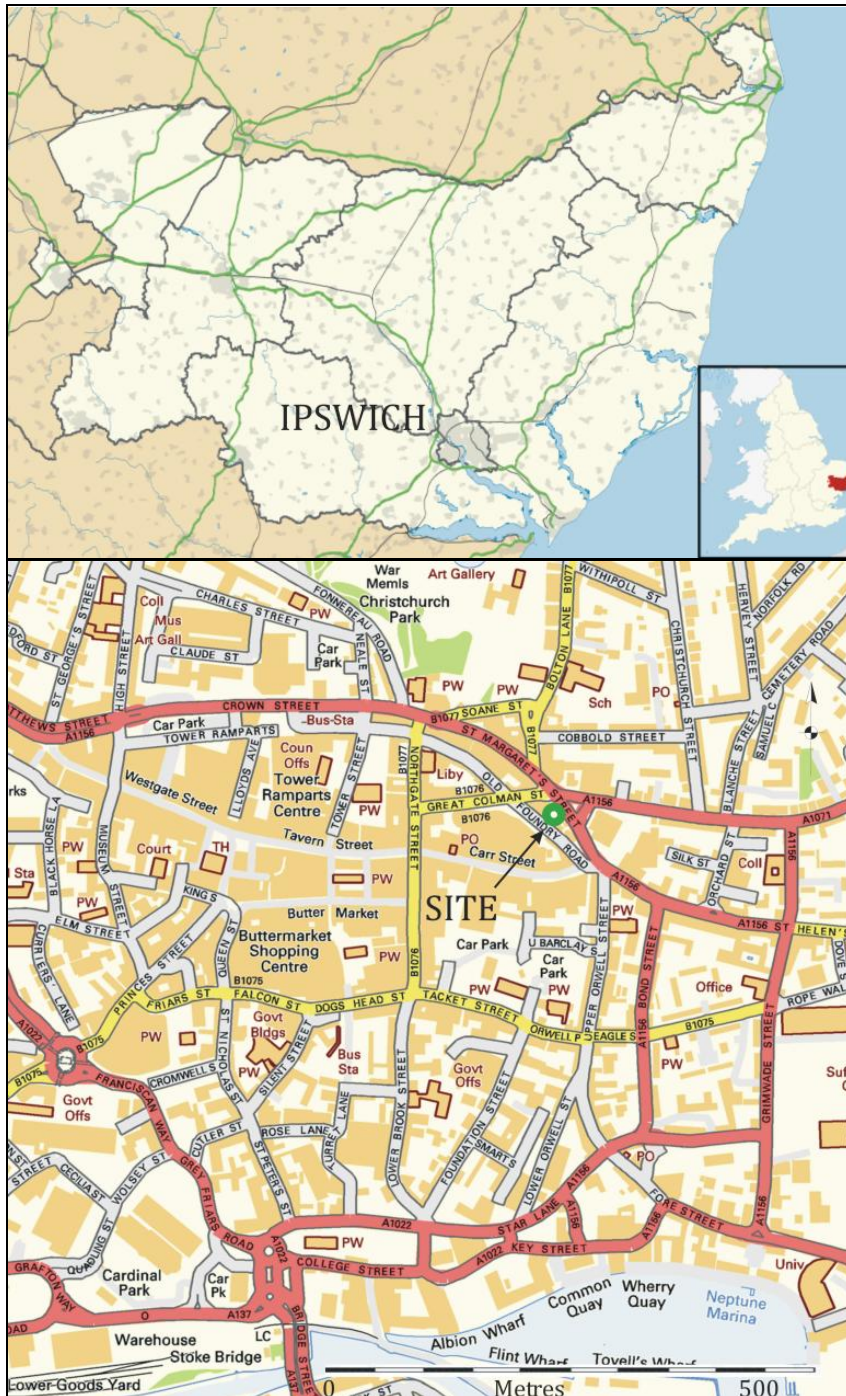 IPSWICH
War
Memls
Christchurch
Park
Art Gallery
B1077
BOLTON LANE
WITHIPOLL ST
HERVEY STREET
NORFOLK RD
CEMETERY ROAD
SAMUEL C
CHRISTCHURCH STREET
Coll
Mus
Art Gall
CHARLES STREET
PW
FONNEREAU ROAD
Car
Park
CLAUDE ST
NEALE ST
ST GEORGE'S STREET
HIGH STREET
PW
PW
Sch
PO
CROWN STREET
Bus-Sta
B1077
SOANE ST
B1077
COBBOLD STREET
BLANCHE STREET
A1156
Car Park
TOWER RAMPARTS
Coun
Offs
Tower
Ramparts
Centre
LLOYDS AVE
TOWER STREET
PW
B1077
NORTHGATE STREET
Liby
ST MARGARET'S STREET
OLD FOUNDRY ROAD
B1076
GREAT COLMAN ST
B1076
A1156
A1071
Westgate Street
Tavern Street
PO
Carr Street
SITE
BLACK HORSE LA
MUSEUM STREET
PW
Court
TH
PW
PW
ELM STREET
KING S
QUEEN ST
Butter Market
Buttermarket
Shopping
Centre
PW
B1076
SILK ST
ORCHARD ST
Coll
A1156
A1156
A1156 ST
HELEN'S
Car Park
U BARCLAY S
Car
Park
PW
UPPER ORWELL STREET
A1156 BOND STREET
CURRIERS' LANE
PRINCES STREET
FRIARS ST
B1075
FALCON ST
DOGS HEAD ST
TACKET STREET
PW
PW
ORWELL P
EAGLE S
B1075
Office
ROPE WAL
DOVE S
A1022
B1075
B1075
PW
Govt
Bldgs
SILENT STREET
ST NICHOLAS ST
Bus
Sta
Govt
Offs
PW
GRIMWADE STREET
Govt
Offs
FRANCISCAN WAY
CROMWELL S
CUTLER ST
ROSE LANE
TURRET LANE
LOWER BROOK STREET
FOUNDATION STREET
SMART S
LOWER ORWELL ST
CECILIA ST
WOLSEY ST
GREY FRIARS ROAD
ST PETER'S ST
PO
A1156
FORE STREET
A1156
QUADLING ST
GRAFTON WAY
Cardinal
Park
Car
Pk
A1022
PW
A1022
COLLEGE STREET
STAR LANE
A1156
A1156
A1022 KEY STREET
A1156
Univ
A137
BRIDGE STREET
A137
LC
Warehouse
Stoke Bridge
Lower Goods Yard
Albion Wharf
Common
Quay
Wherry
Quay
Neptune
Marina
Flint Wharf
Tovell's Wharf
0 Metres 500